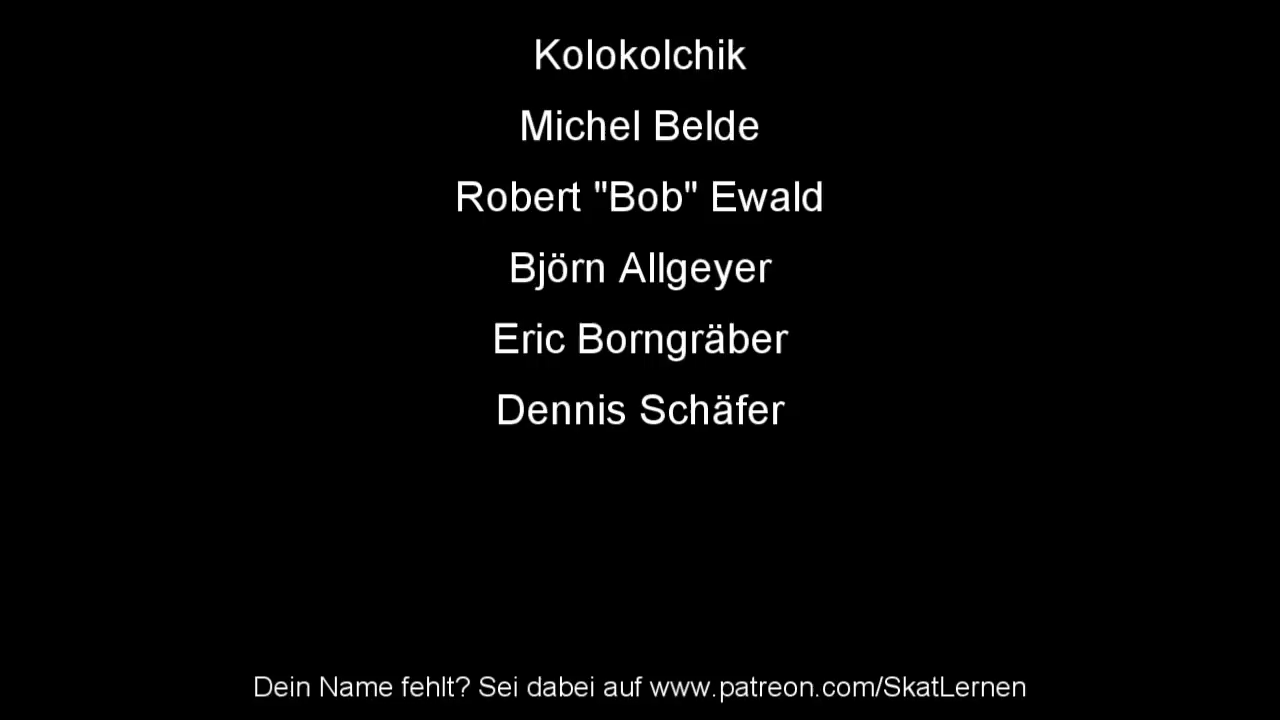 Kolokolchik
Michel Belde
Robert "Bob" Ewald
Björn Allgeyer
Eric Borngräber
Dennis Schäfer
Dein Name fehlt? Sei dabei auf www.patreon.com/SkatLernen